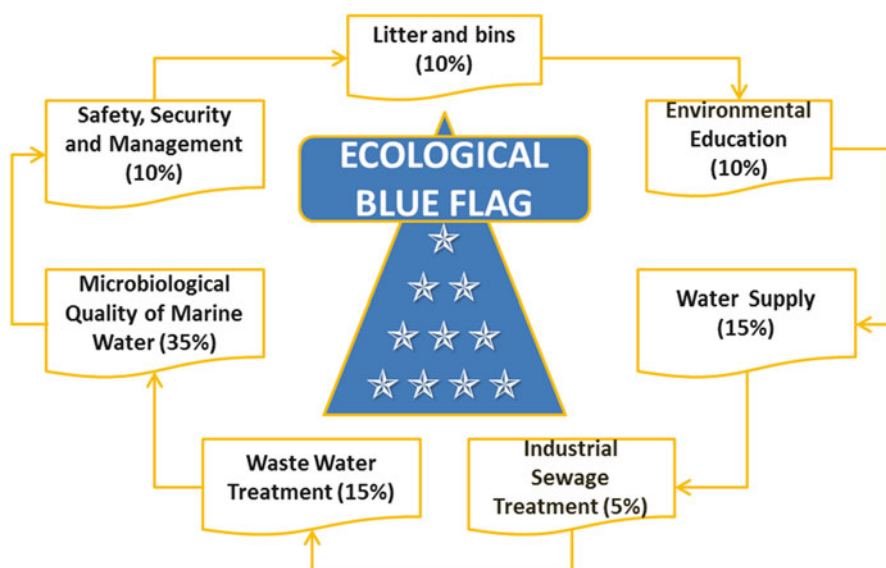 Litter and bins
(10%)
Safety, Security
and Management
(10%)
Environmental
Education
(10%)
ECOLOGICAL
BLUE FLAG
Microbiological
Quality of Marine
Water (35%)
Water Supply
(15%)
Waste Water
Treatment (15%)
Industrial
Sewage
Treatment (5%)